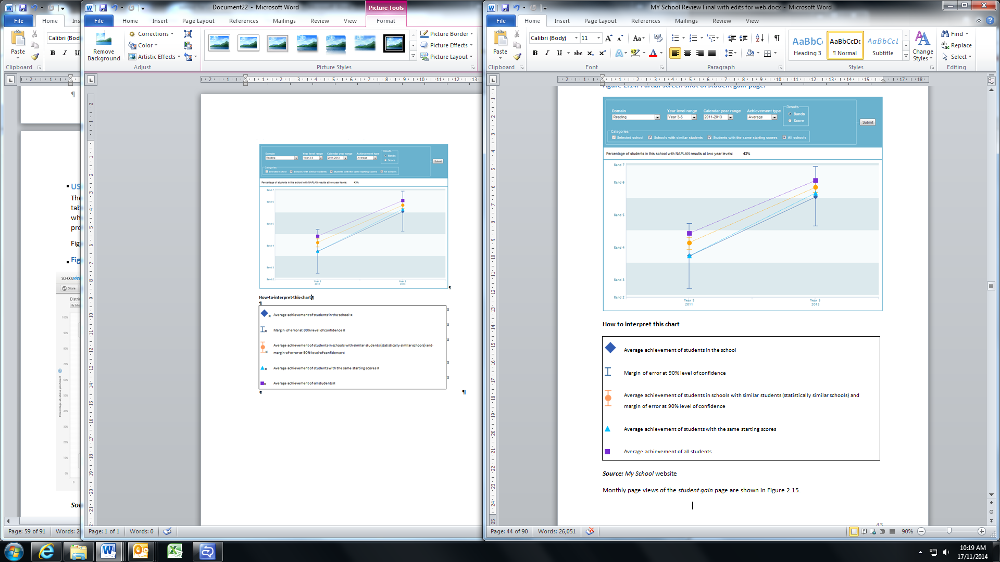 Document22 - Microsoft Word
Picture Tools
MY School Review Final with edits for web.docx - Microsoft Word
File
Home
Ins
Paste
Calibri (Body
B I U
Clipboard
File Home Insert Page Layout References Mailings Review View Format
Remove Background
Corrections
Color
Artistic Effects
Adjust
Picture Styles
Picture Border
Picture Effects
Picture Layout
File Home Insert Page Layout References Mailings Review View
Paste
Clipboard
Calibri (Body) 11
Font
Paragraph
AaBbC AaBbCcDc AaBbCcL
Heading 3 ¶ Normal Subtitle
Change Styles
Styles
Find
Replace
Select
Editing
US
The
tab
wh
pro
Fig
Fig
SCHOOLview
Share
District
By School
100%
90%
80%
70%
60%
50%
40%
30%
20%
10%
0%
0
Percentage at/above proficient
Sou
Page: 59 of 91 Words: 2
Domain Year level range Calendar year range Achievement type Results
Reading Year 3-5 2011-2013 Average Bands
Score
Submit
Categories
Selected school Schools with similar students Students with the same starting scores All schools
Percentage of students in this school with NAPLAN results at two year levels: 43%
Band 7
Band 6
Band 5
Band 4
Band 3
Band 2
Year 3 2011
Year 5 2013
How to interpret this chart
Average achievement of students in the school
Margin of error at 90% level of confidence
Average achievement of students in schools with similar students (statistically similar schools) and
margin of error at 90% level of confidence
Average achievement of students with the same starting scores
Average achievement of all students
Page: 1 of 1 Words: 0
Figure 2.14: Partial screen shot of student gain page.
Domain Year level range Calendar year range Achievement type Results
Reading Year 3-5 2011-2013 Average Bands
Score
Submit
Categories
Selected school Schools with similar students Students with the same starting scores All schools
Percentage of students in this school with NAPLAN results at two year levels: 43%
Band 7
Band 6
Band 5
Band 4
Band 3
Band 2
Year 3 2011
Year 5 2013
How to interpret this chart
Average achievement of students in the school
Margin of error at 90% level of confidence
Average achievement of students in schools with similar students (statistically similar schools) and
margin of error at 90% level of confidence
Average achievement of students with the same starting scores
Average achievement of all students
Source: My School website
Monthly page views of the student gain page are shown in Figure 2.15.
43
Page: 44 of 90 Words: 26,051
90%
10:19 AM
17/11/2014